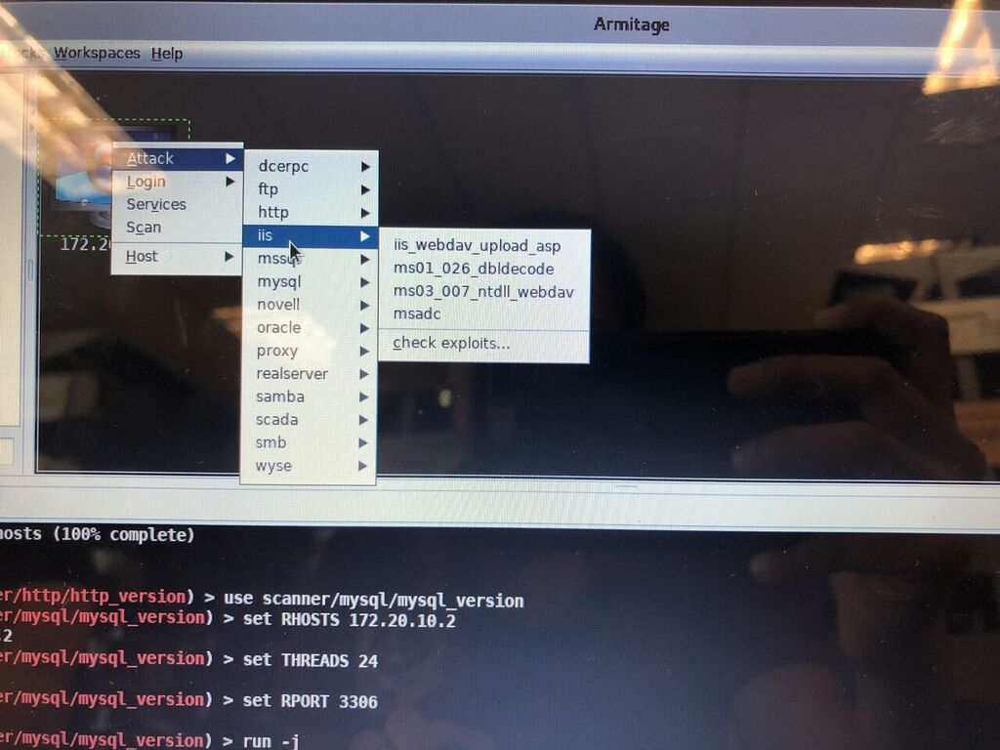 Armitage
Workspaces Help
Attack
Login
Services
Scan
Host
dcerpc
ftp
http
iis
mssql
mysql
novell
oracle
proxy
realserver
samba
scada
smb
wyse
iis_webdav_upload_asp
ms01_026_dbldecode
ms03_007_ntdll_webdav
msadc
check exploits...
172.2
hosts (100% complete)
er/http/http_version) > use scanner/mysql/mysql_version
er/mysql/mysql_version) > set RHOSTS 172.20.10.2
.2
er/mysql/mysql_version) > set THREADS 24
er/mysql/mysql_version) > set RPORT 3306
er/mysql/mysql_version) > run -j